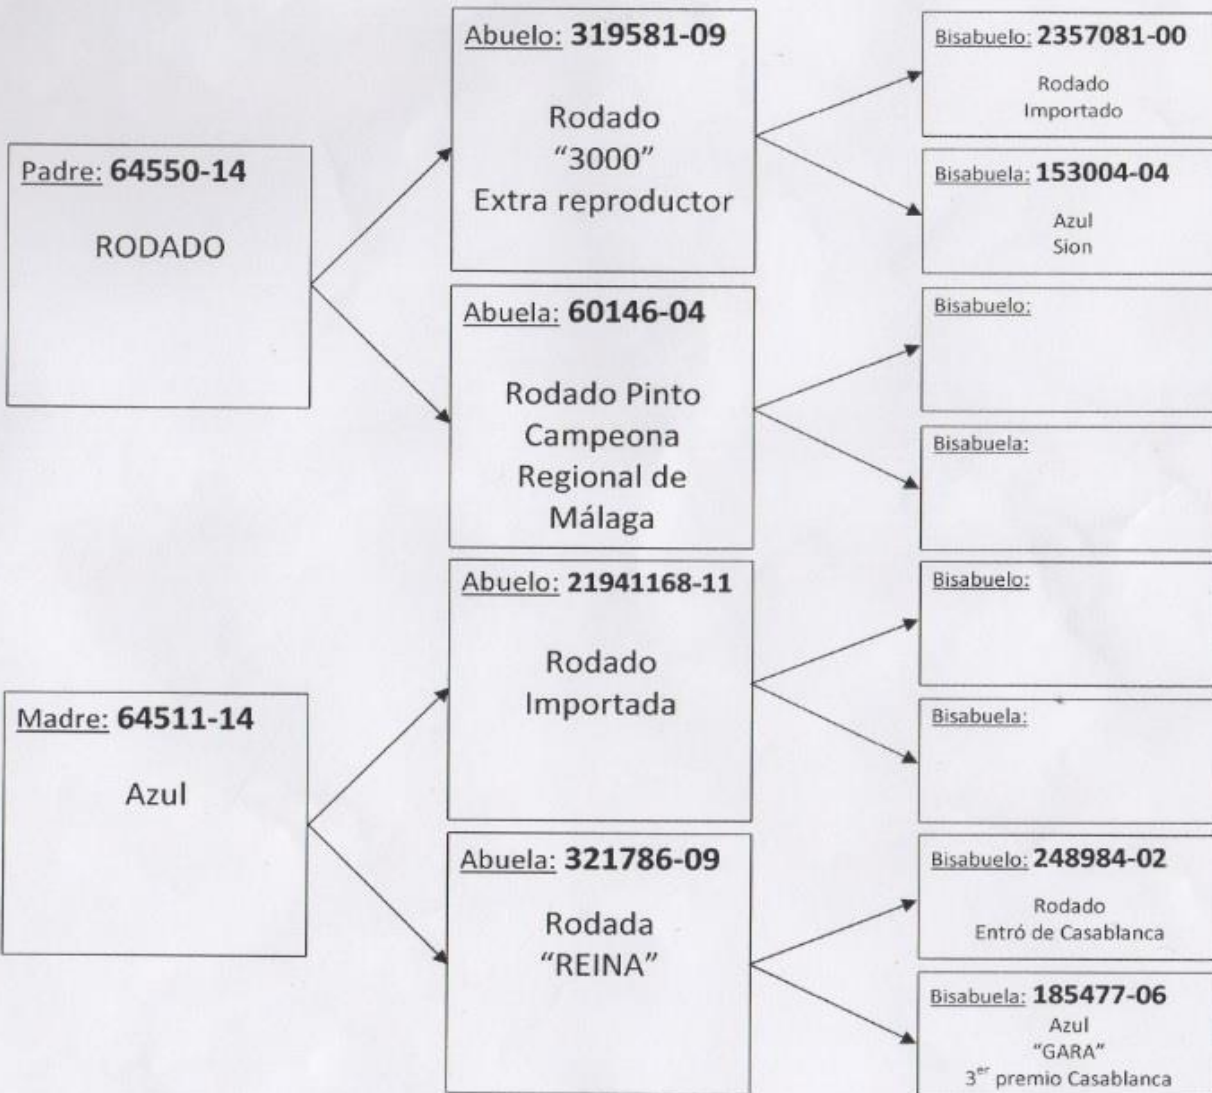 Padre: 64550-14
RODADO
Abuelo: 319581-09
Rodado
“3000”
Extra reproductor
Bisabuelo: 2357081-00
Rodado
Importado
Bisabuela: 153004-04
Azul
Sion
Abuela: 60146-04
Rodado Pinto
Campeona
Regional de
Málaga
Bisabuelo:
Bisabuela:
Madre: 64511-14
Azul
Abuelo: 21941168-11
Rodado
Importada
Bisabuelo:
Bisabuela:
Abuela: 321786-09
Rodada
“REINA”
Bisabuelo: 248984-02
Rodado
Entró de Casablanca
Bisabuela: 185477-06
Azul
“GARA”
3er premio Casablanca